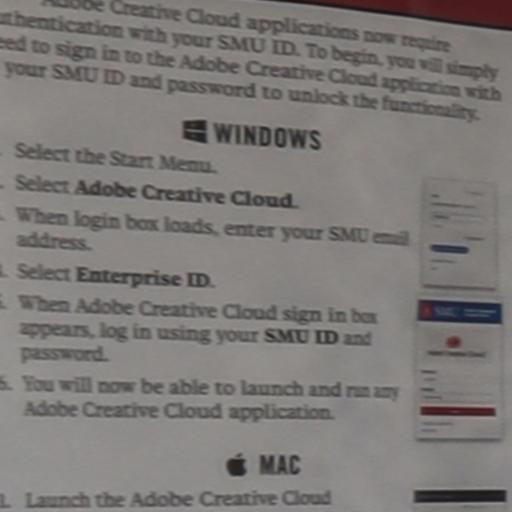 Adobe Creative Cloud applications now require
authentication with your SMU ID. To begin, you will simply
need to sign in to the Adobe Creative Cloud application with
your SMU ID and password to unlock the functionality.
WINDOWS
Select the Start Menu.
Select Adobe Creative Cloud.
When login box loads, enter your SMU email
address.
Select Enterprise ID.
When Adobe Creative Cloud sign in box
appears, log in using your SMU ID and
password.
6. You will now be able to launch and run any
Adobe Creative Cloud application.
MAC
1. Launch the Adobe Creative Cloud
SMU